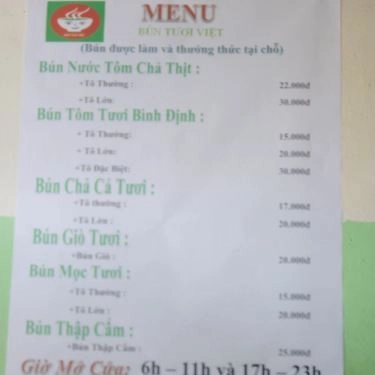 MENU
BÚN TƯƠI VIỆT
(Bún được làm và thưởng thức tại chỗ)
Bún Nước Tôm Chả Thịt :
+Tô Thường : 22.000đ
+Tô Lớn: 30.000đ
Bún Tôm Tươi Bình Định :
+ Tô Thường: 15.000đ
+ Tô Lớn: 20.000đ
+Tô Đặc Biệt: 30.000đ
Bún Chả Cá Tươi :
+Tô thường : 17.000đ
+Tô Lớn : 20.000đ
Bún Giò Tươi :
+Bún Giò : 20.000đ
Bún Mọc Tươi :
+Tô Thường : 15.000đ
+Tô Lớn : 20.000đ
Bún Thập Cẩm :
+Bún Thập Cẩm : 25.000đ
Giờ Mở Cửa: 6h – 11h và 17h – 23h